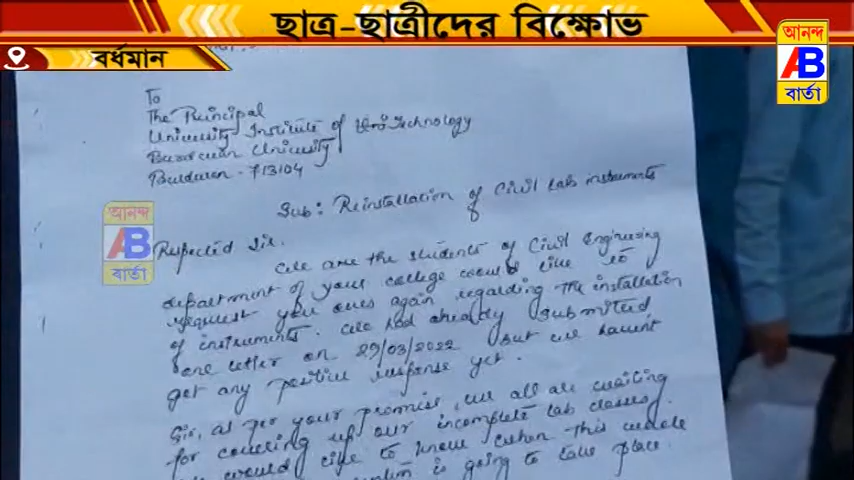 ছাত্র-ছাত্রীদের বিক্ষোভ
বর্ধমান
আনন্দ
AB
বার্তা
To
The Principal
University Institute of Technology
Burdwan University
Burdwan - 713104
Sub: Reinstallation of Civil Lab instruments
আনন্দ
AB
বার্তা
Respected Sir.
We are the students of Civil Engineering
department of your college would like to
request you once again regarding the installation
of instruments. We had already submitted
one letter on 29/03/2022 but we havent
get any positive response yet.
Sir, as per your promise, we all are waiting
for covering up our incomplete lab classes.
would like to know when this whole
is going to take place